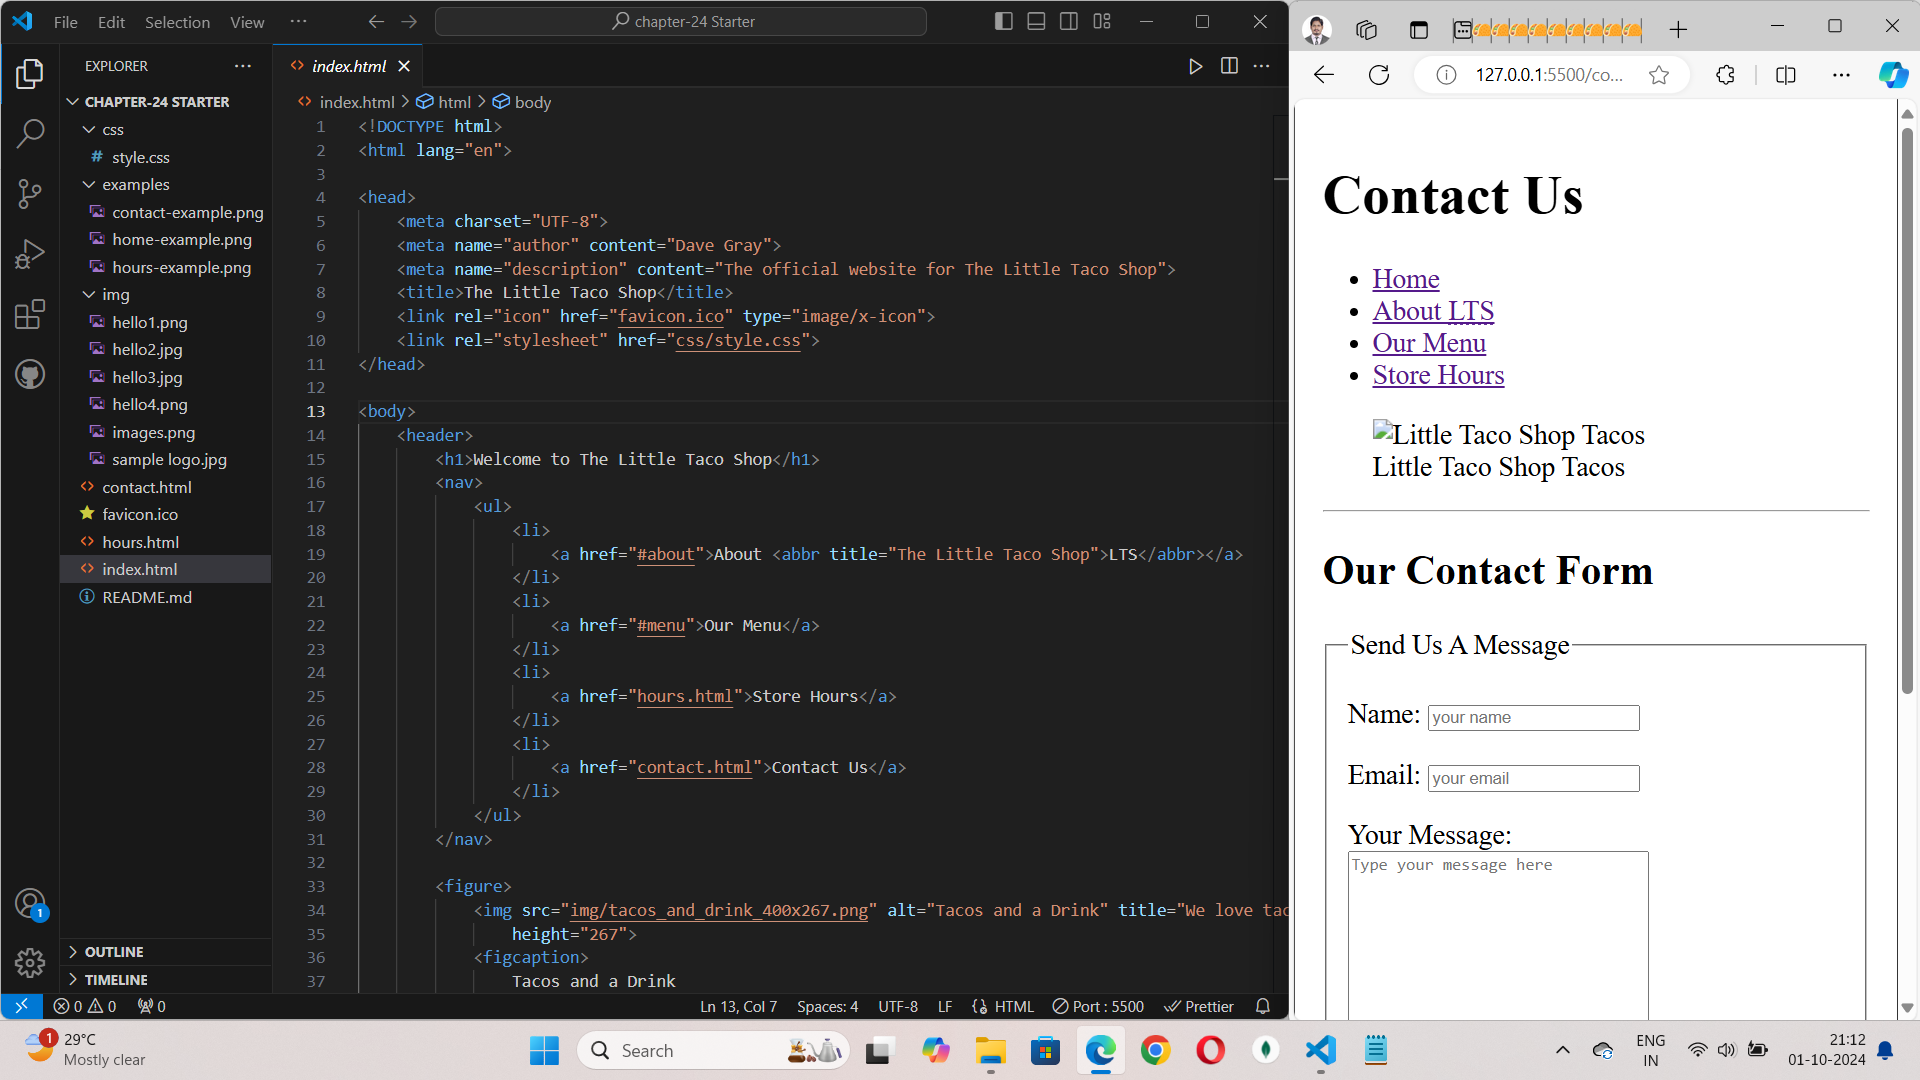 File Edit Selection View ··· chapter-24 Starter
EXPLORER ···
CHAPTER-24 STARTER
css
style.css
examples
contact-example.png
home-example.png
hours-example.png
img
hello1.png
hello2.jpg
hello3.jpg
hello4.png
images.png
sample logo.jpg
contact.html
favicon.ico
hours.html
index.html
README.md
OUTLINE
TIMELINE
index.html
index.html > html > body
1 <!DOCTYPE html>
2 <html lang="en">
3
4 <head>
5 <meta charset="UTF-8">
6 <meta name="author" content="Dave Gray">
7 <meta name="description" content="The official website for The Little Taco Shop">
8 <title>The Little Taco Shop</title>
9 <link rel="icon" href="favicon.ico" type="image/x-icon">
10 <link rel="stylesheet" href="css/style.css">
11 </head>
12
13 <body>
14 <header>
15 <h1>Welcome to The Little Taco Shop</h1>
16 <nav>
17 <ul>
18 <li>
19 <a href="#about">About <abbr title="The Little Taco Shop">LTS</abbr></a>
20 </li>
21 <li>
22 <a href="#menu">Our Menu</a>
23 </li>
24 <li>
25 <a href="hours.html">Store Hours</a>
26 </li>
27 <li>
28 <a href="contact.html">Contact Us</a>
29 </li>
30 </ul>
31 </nav>
32
33 <figure>
34 <img src="img/tacos_and_drink_400x267.png" alt="Tacos and a Drink" title="We love tac
35 height="267">
36 <figcaption>
37 Tacos and a Drink
1
0 0 0 Ln 13, Col 7 Spaces: 4 UTF-8 LF HTML Port : 5500 Prettier
127.0.0.1:5500/co...
Contact Us
Home
About LTS
Our Menu
Store Hours
Little Taco Shop Tacos
Little Taco Shop Tacos
Our Contact Form
Send Us A Message
Name: your name
Email: your email
Your Message:
Type your message here
1
29°C
Mostly clear
Search
ENG
IN
21:12
01-10-2024